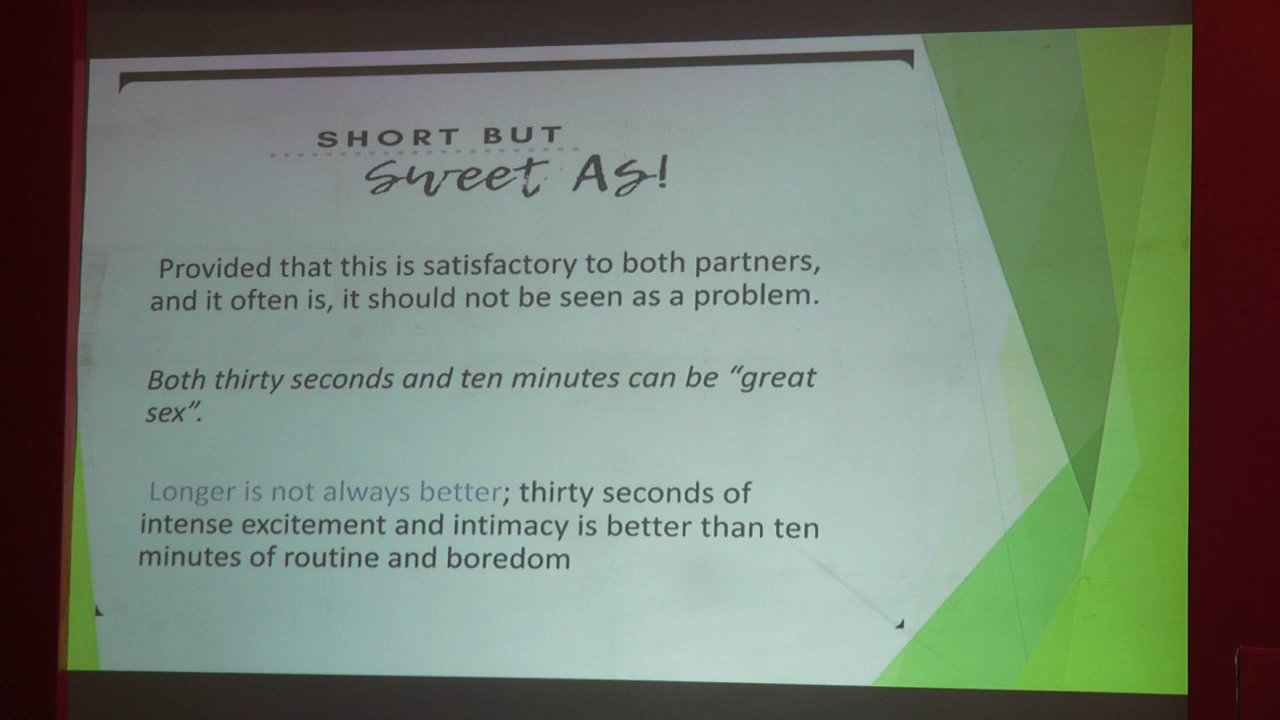 SHORT BUT
Sweet As!
Provided that this is satisfactory to both partners,
and it often is, it should not be seen as a problem.
Both thirty seconds and ten minutes can be “great
sex”.
Longer is not always better; thirty seconds of
intense excitement and intimacy is better than ten
minutes of routine and boredom